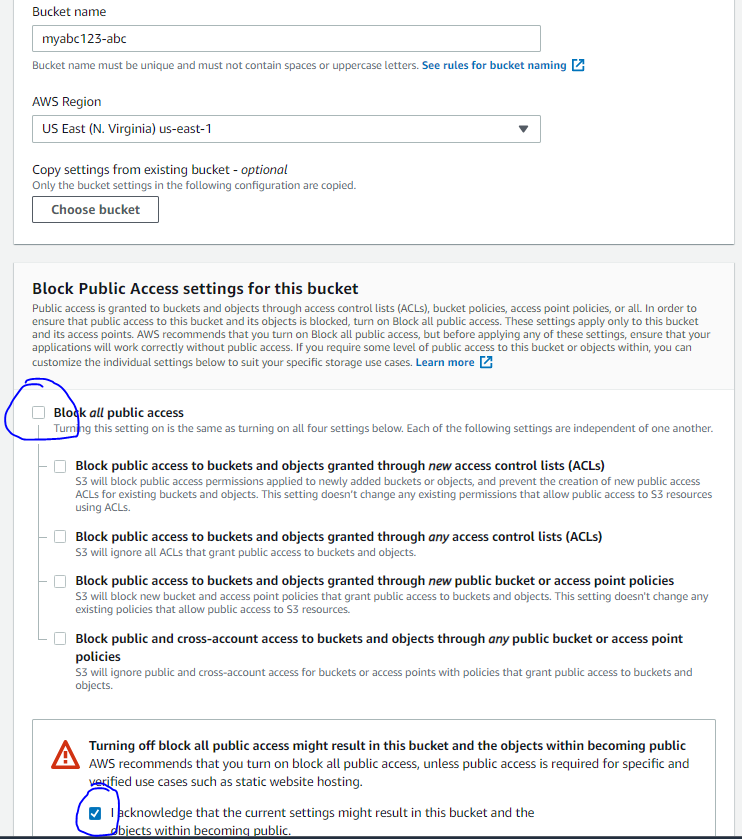 Bucket name
myabc123-abc
Bucket name must be unique and must not contain spaces or uppercase letters. See rules for bucket naming
AWS Region
US East (N. Virginia) us-east-1
Copy settings from existing bucket - optional
Only the bucket settings in the following configuration are copied.
Choose bucket
Block Public Access settings for this bucket
Public access is granted to buckets and objects through access control lists (ACLs), bucket policies, access point policies, or all. In order to
ensure that public access to this bucket and its objects is blocked, turn on Block all public access. These settings apply only to this bucket
and its access points. AWS recommends that you turn on Block all public access, but before applying any of these settings, ensure that your
applications will work correctly without public access. If you require some level of public access to this bucket or objects within, you can
customize the individual settings below to suit your specific storage use cases. Learn more
Block all public access
Turning this setting on is the same as turning on all four settings below. Each of the following settings are independent of one another.
Block public access to buckets and objects granted through new access control lists (ACLs)
S3 will block public access permissions applied to newly added buckets or objects, and prevent the creation of new public access
ACLs for existing buckets and objects. This setting doesn't change any existing permissions that allow public access to S3 resources
using ACLs.
Block public access to buckets and objects granted through any access control lists (ACLs)
S3 will ignore all ACLs that grant public access to buckets and objects.
Block public access to buckets and objects granted through new public bucket or access point policies
S3 will block new bucket and access point policies that grant public access to buckets and objects. This setting doesn't change any
existing policies that allow public access to S3 resources.
Block public and cross-account access to buckets and objects through any public bucket or access point
policies
S3 will ignore public and cross-account access for buckets or access points with policies that grant public access to buckets and
objects.
Turning off block all public access might result in this bucket and the objects within becoming public
AWS recommends that you turn on block all public access, unless public access is required for specific and
verified use cases such as static website hosting.
I acknowledge that the current settings might result in this bucket and the
objects within becoming public.